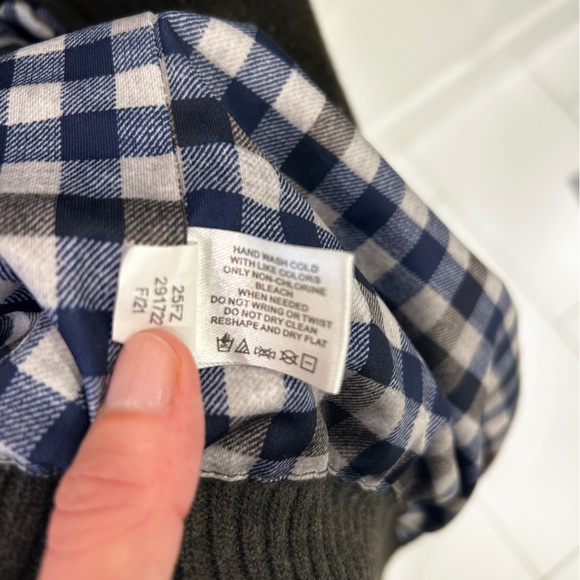 25FZ
29172
F/21
HAND WASH COLD
WITH LIKE COLORS
ONLY NON-CHLORINE
BLEACH
WHEN NEEDED
DO NOT WRING OR TWIST
DO NOT DRY CLEAN
RESHAPE AND DRY FLAT